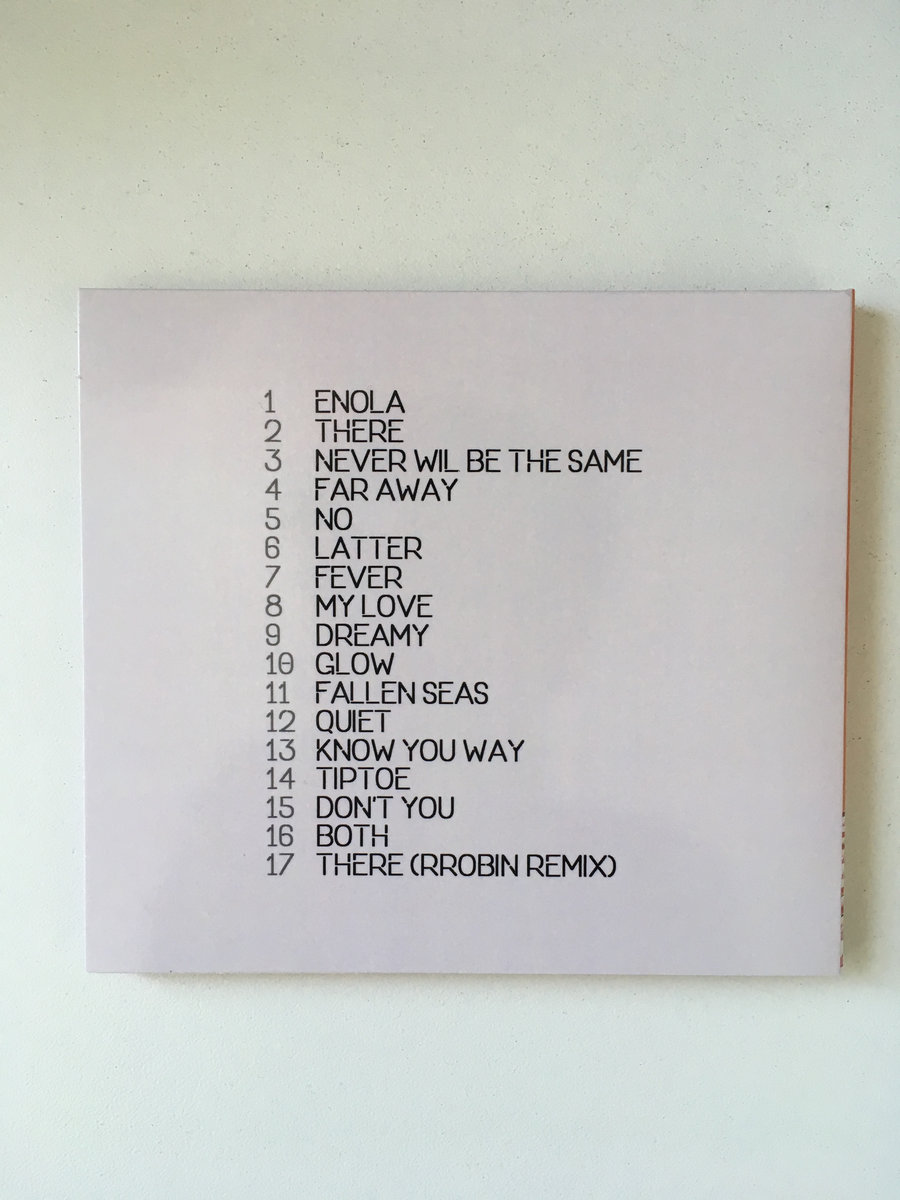 1 ENOLA
2 THERE
3 NEVER WIL BE THE SAME
4 FAR AWAY
5 NO
6 LATTER
7 FEVER
8 MY LOVE
9 DREAMY
10 GLOW
11 FALLEN SEAS
12 QUIET
13 KNOW YOU WAY
14 TIPTOE
15 DON'T YOU
16 BOTH
17 THERE (RROBIN REMIX)